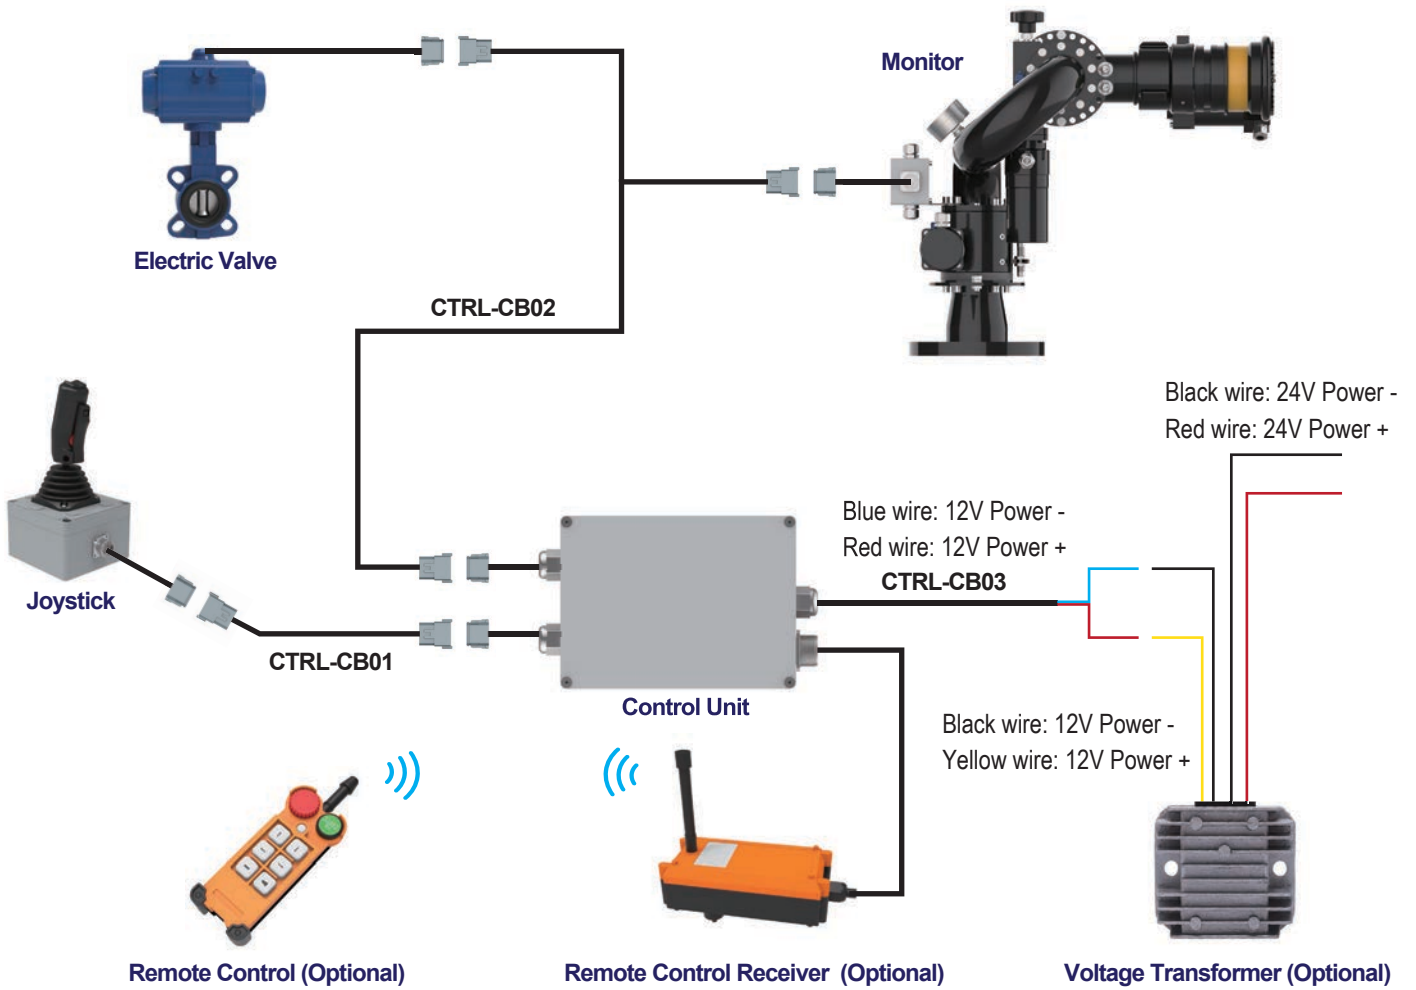 Monitor
Electric Valve
CTRL-CB02
Black wire: 24V Power -
Red wire: 24V Power +
Blue wire: 12V Power -
Red wire: 12V Power +
CTRL-CB03
Joystick
CTRL-CB01
Control Unit
Black wire: 12V Power -
Yellow wire: 12V Power +
Remote Control (Optional)
Remote Control Receiver (Optional)
Voltage Transformer (Optional)